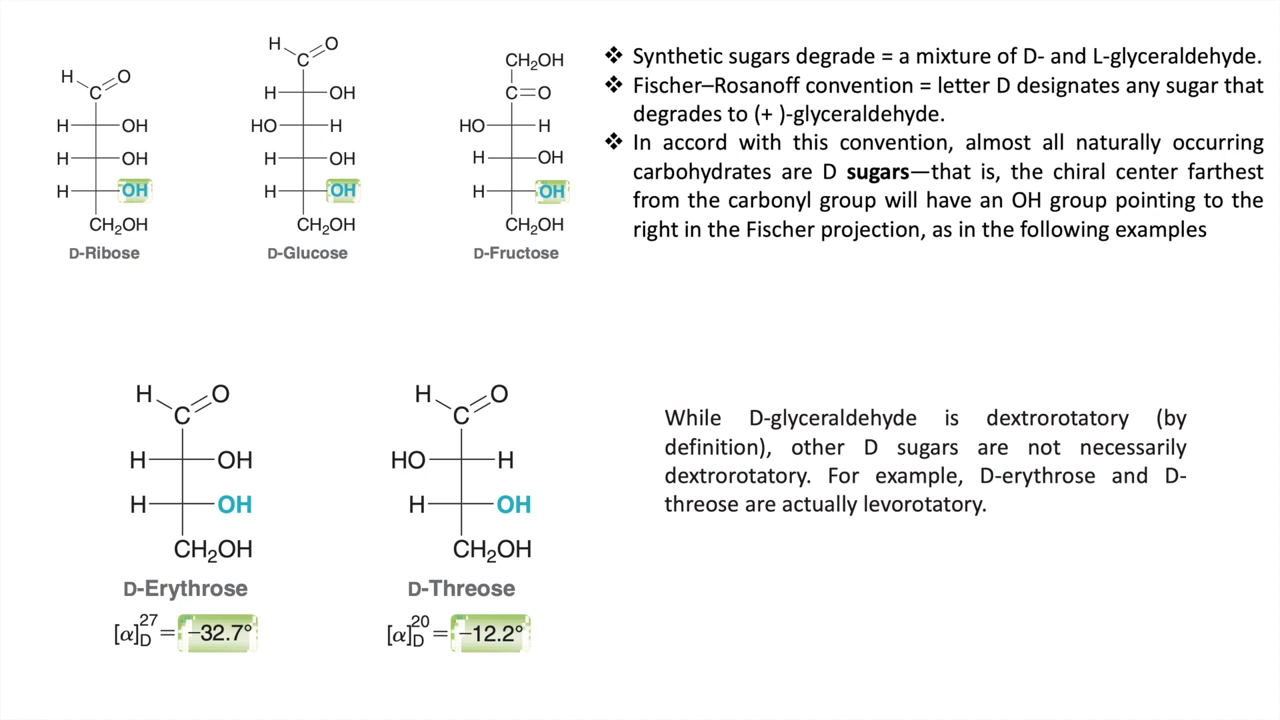 H O
C
H OH
H OH
H OH
CH₂OH
D-Ribose
H O
C
H OH
HO H
H OH
H OH
CH₂OH
D-Glucose
CH₂OH
C=O
HO H
H OH
H OH
CH₂OH
D-Fructose
❖ Synthetic sugars degrade = a mixture of D- and L-glyceraldehyde.
❖ Fischer–Rosanoff convention = letter D designates any sugar that
degrades to (+ )-glyceraldehyde.
❖ In accord with this convention, almost all naturally occurring
carbohydrates are D sugars—that is, the chiral center farthest
from the carbonyl group will have an OH group pointing to the
right in the Fischer projection, as in the following examples
H O
C
H OH
H OH
CH₂OH
D-Erythrose
[α]²⁷D = −32.7°
H O
C
HO H
H OH
CH₂OH
D-Threose
[α]²⁰D = −12.2°
While D-glyceraldehyde is dextrorotatory (by
definition), other D sugars are not necessarily
dextrorotatory. For example, D-erythrose and D-
threose are actually levorotatory.